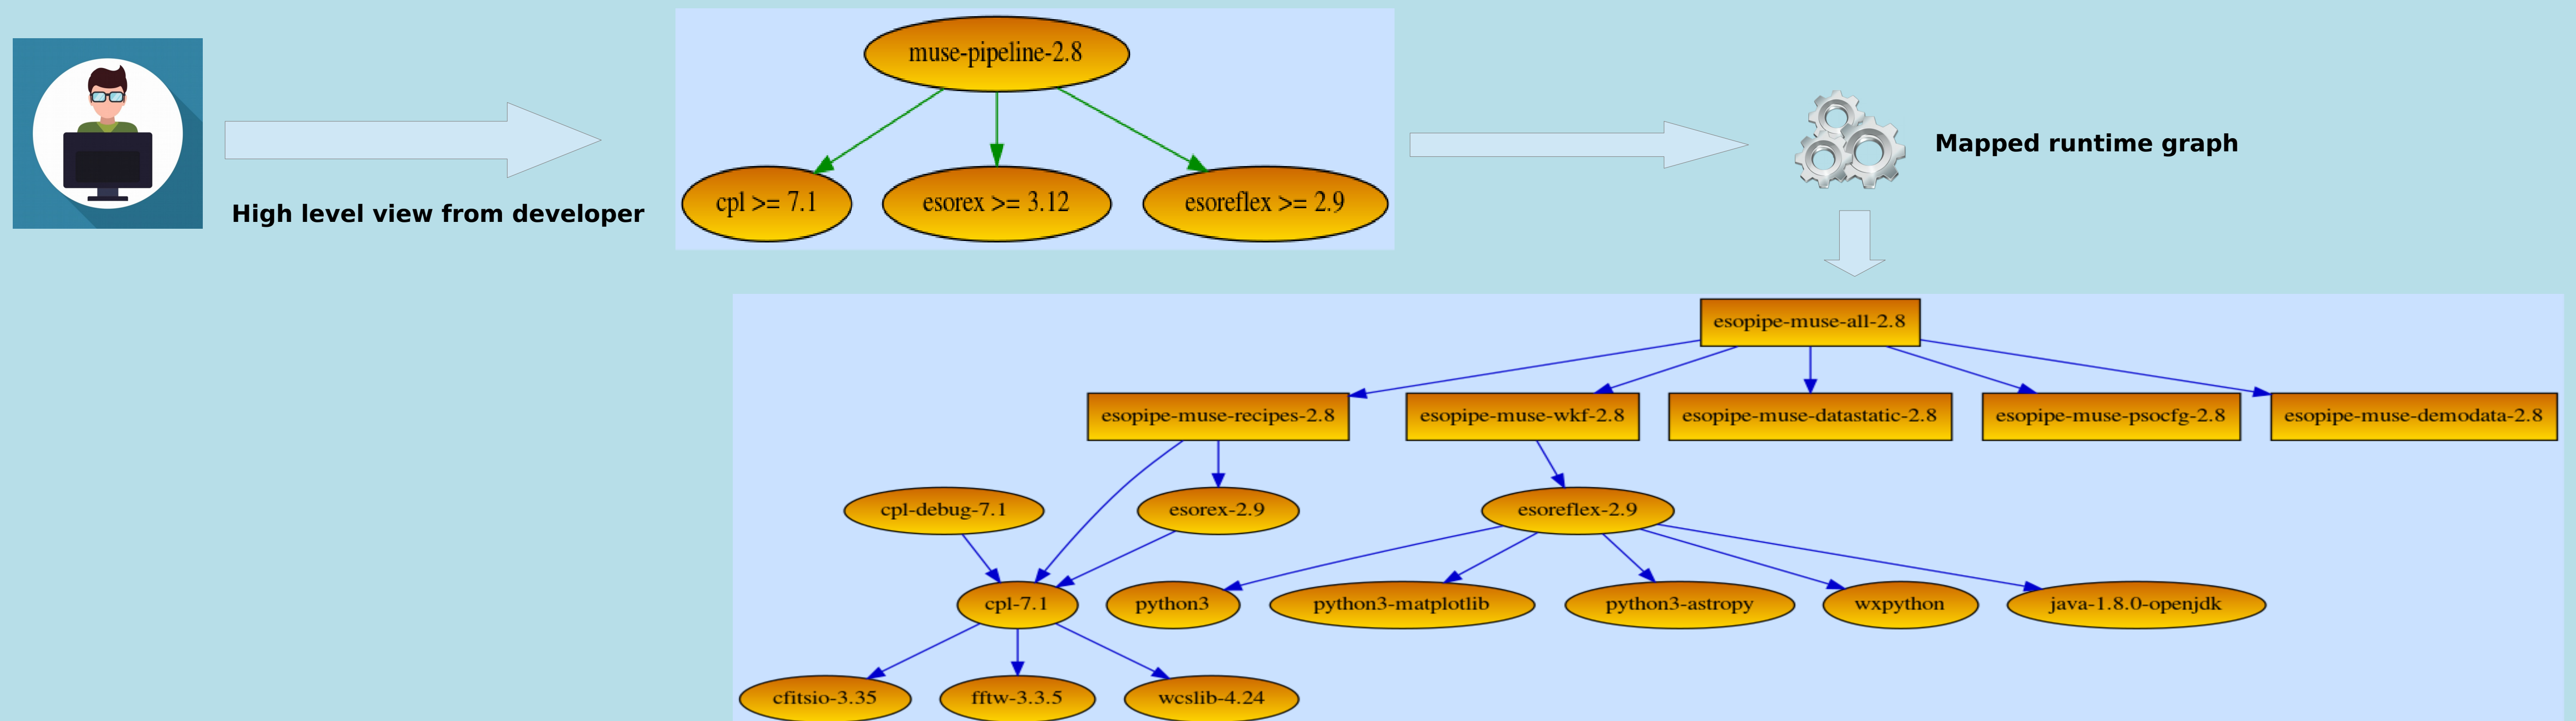 muse-pipeline-2.8
cpl >= 7.1
esorex >= 3.12
esoreflex >= 2.9
High level view from developer
Mapped runtime graph
esopipe-muse-all-2.8
esopipe-muse-recipes-2.8
esopipe-muse-wkf-2.8
esopipe-muse-datastatic-2.8
esopipe-muse-psocfg-2.8
esopipe-muse-demodata-2.8
cpl-debug-7.1
esorex-2.9
esoreflex-2.9
cpl-7.1
python3
python3-matplotlib
python3-astropy
wxpython
java-1.8.0-openjdk
cfitsio-3.35
fftw-3.3.5
wcslib-4.24